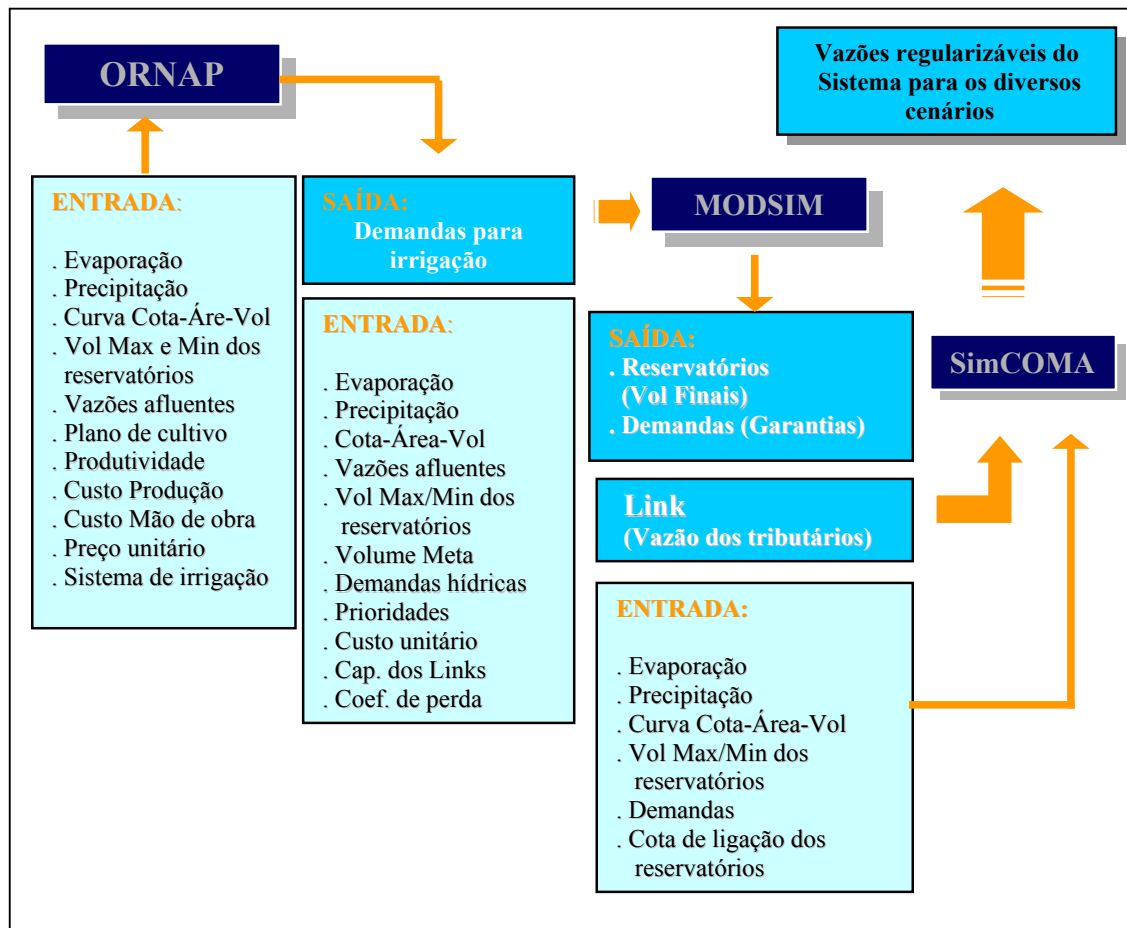 ORNAP
Vazões regularizáveis do
Sistema para os diversos
cenários
ENTRADA:
. Evaporação
. Precipitação
. Curva Cota-Áre-Vol
. Vol Max e Min dos
reservatórios
. Vazões afluentes
. Plano de cultivo
. Produtividade
. Custo Produção
. Custo Mão de obra
. Preço unitário
. Sistema de irrigação
SAÍDA:
Demandas para
irrigação
ENTRADA:
. Evaporação
. Precipitação
. Cota-Área-Vol
. Vazões afluentes
. Vol Max/Min dos
reservatórios
. Volume Meta
. Demandas hídricas
. Prioridades
. Custo unitário
. Cap. dos Links
. Coef. de perda
MODSIM
SAÍDA:
. Reservatórios
(Vol Finais)
. Demandas (Garantias)
Link
(Vazão dos tributários)
ENTRADA:
. Evaporação
. Precipitação
. Curva Cota-Área-Vol
. Vol Max/Min dos
reservatórios
. Demandas
. Cota de ligação dos
reservatórios
SimCOMA